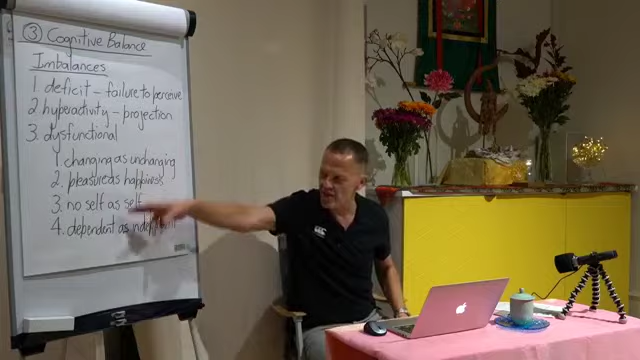 ③ Cognitive Balance
Imbalances
1. deficit – failure to perceive
2. hyperactivity – projection
3. dysfunctional
1. changing as unchanging
2. pleasure as happiness
3. no self as self
4. dependent as independent